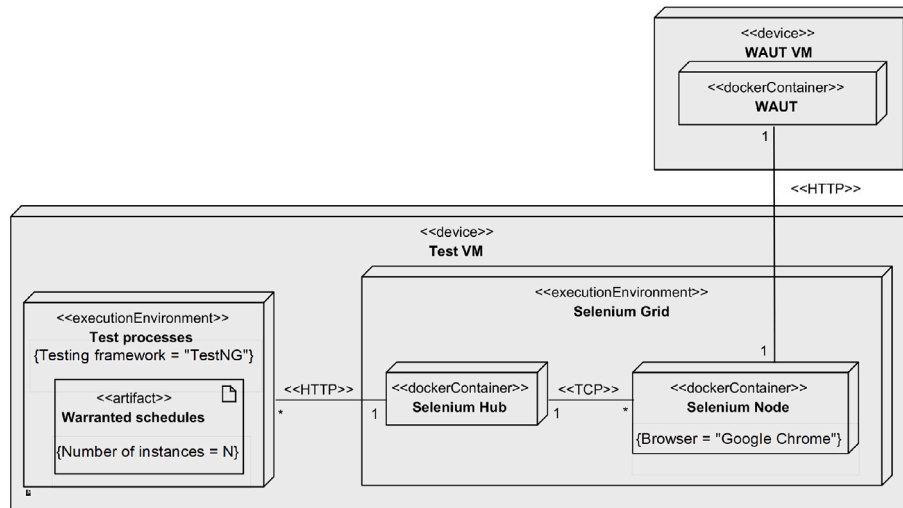 <<device>>
WAUT VM
<<dockerContainer>>
WAUT
1
<<HTTP>>
<<device>>
Test VM
<<executionEnvironment>>
Selenium Grid
<<executionEnvironment>>
Test processes
{Testing framework = "TestNG"}
<<artifact>>
Warranted schedules
{Number of instances = N}
<<HTTP>>
*
1
<<dockerContainer>>
Selenium Hub
<<TCP>>
1
*
1
<<dockerContainer>>
Selenium Node
{Browser = "Google Chrome"}